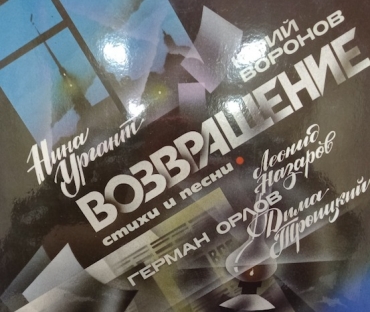 ВОРОНОВ
Нина
Ургант
ВОЗВРАЩЕНИЕ
стихи и песни
Леонид
Назаров
ГЕРМАН ОРЛОВ
Дима
Троицкий